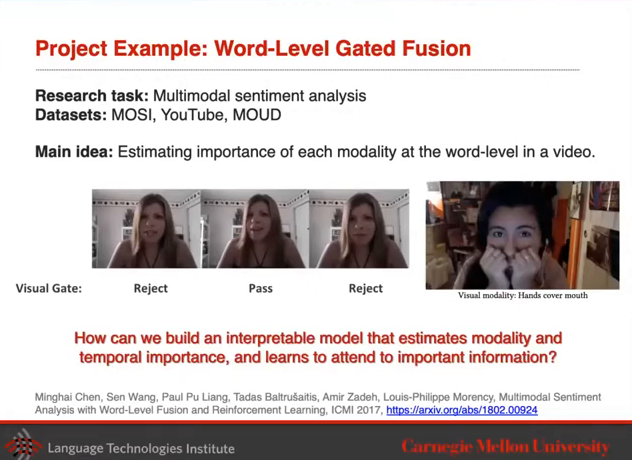 Project Example: Word-Level Gated Fusion
Research task: Multimodal sentiment analysis
Datasets: MOSI, YouTube, MOUD
Main idea: Estimating importance of each modality at the word-level in a video.
Visual Gate: Reject Pass Reject
Visual modality: Hands cover mouth
How can we build an interpretable model that estimates modality and
temporal importance, and learns to attend to important information?
Minghai Chen, Sen Wang, Paul Pu Liang, Tadas Baltrušaitis, Amir Zadeh, Louis-Philippe Morency, Multimodal Sentiment
Analysis with Word-Level Fusion and Reinforcement Learning, ICMI 2017, https://arxiv.org/abs/1802.00924
Language Technologies Institute
Carnegie Mellon University